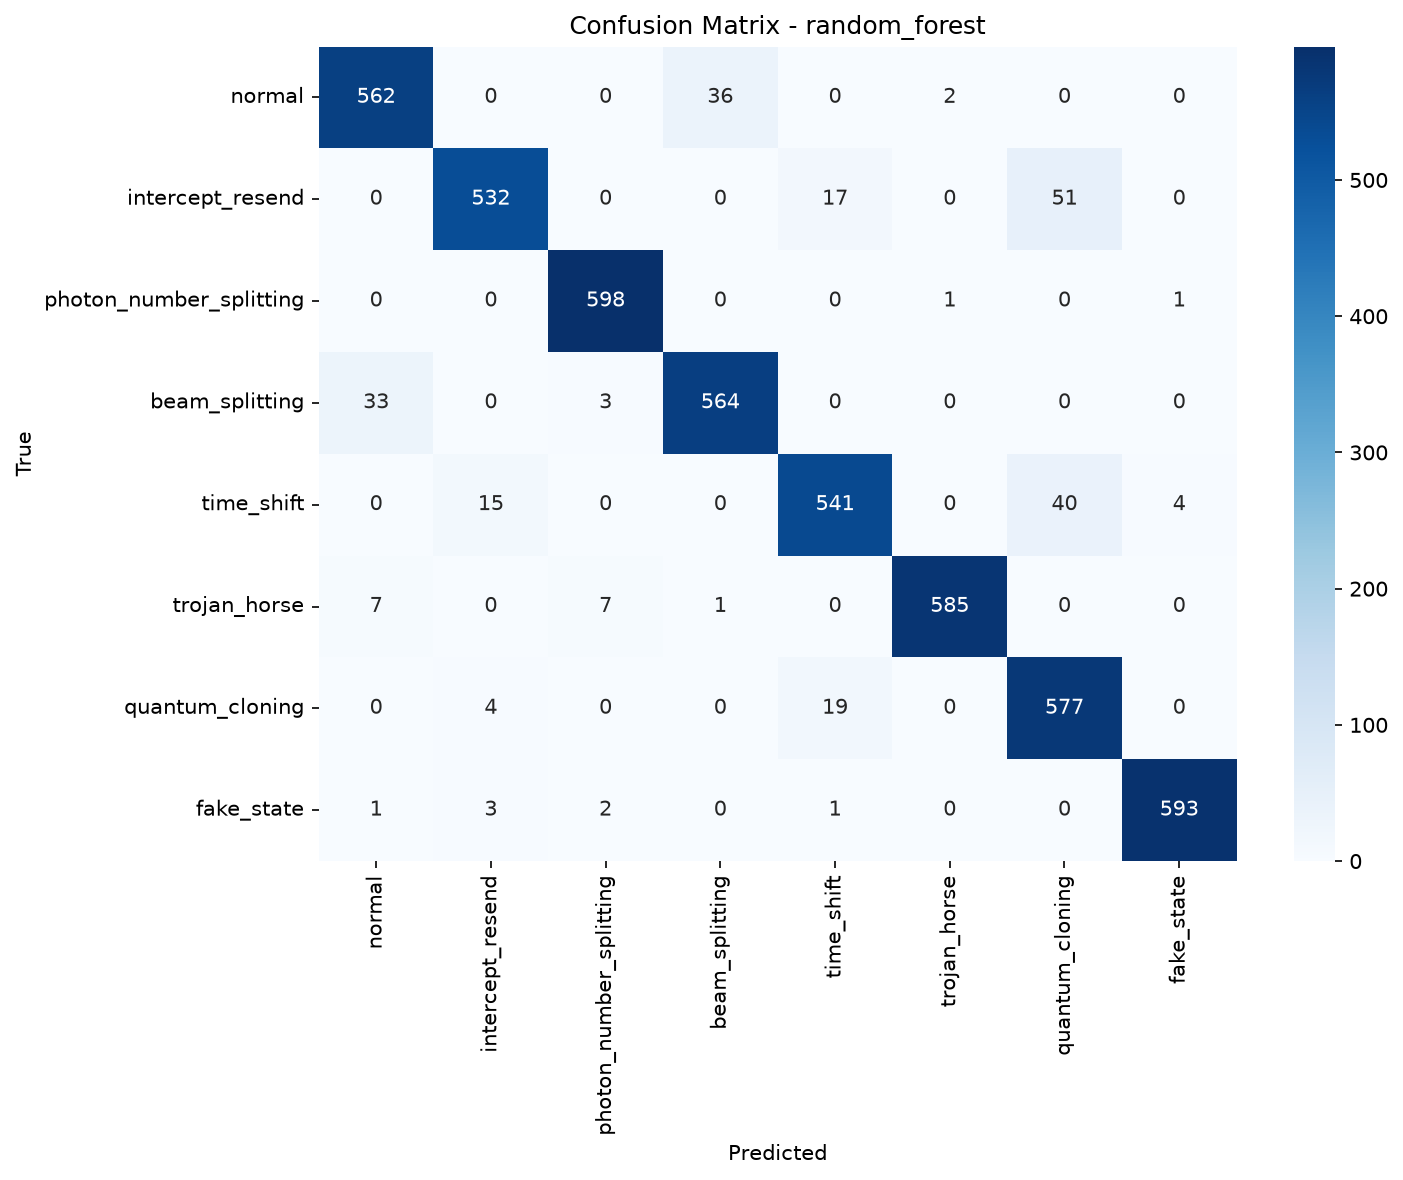 Confusion Matrix - random_forest
normal 562 0 0 36 0 2 0 0
intercept_resend 0 532 0 0 17 0 51 0
photon_number_splitting 0 0 598 0 0 1 0 1
beam_splitting 33 0 3 564 0 0 0 0
time_shift 0 15 0 0 541 0 40 4
trojan_horse 7 0 7 1 0 585 0 0
quantum_cloning 0 4 0 0 19 0 577 0
fake_state 1 3 2 0 1 0 0 593
True
normal
intercept_resend
photon_number_splitting
beam_splitting
time_shift
trojan_horse
quantum_cloning
fake_state
Predicted
500
400
300
200
100
0